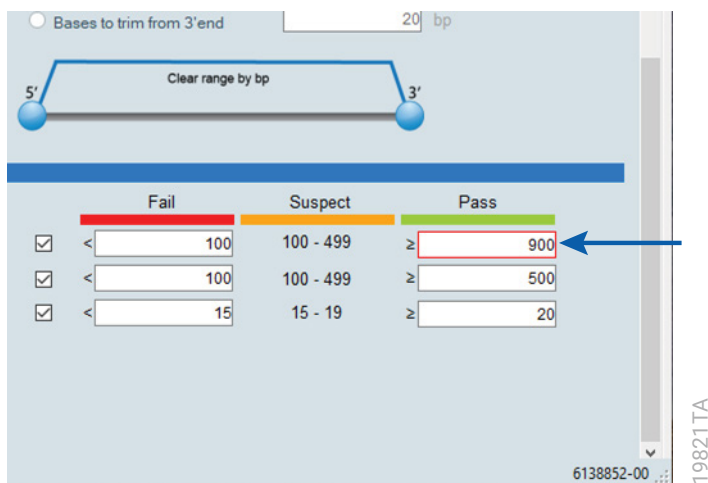 Bases to trim from 3'end 20 bp
Clear range by bp
5' 3'
Fail Suspect Pass
< 100 100 - 499 ≥ 900
< 100 100 - 499 ≥ 500
< 15 15 - 19 ≥ 20
6138852-00
19821TA